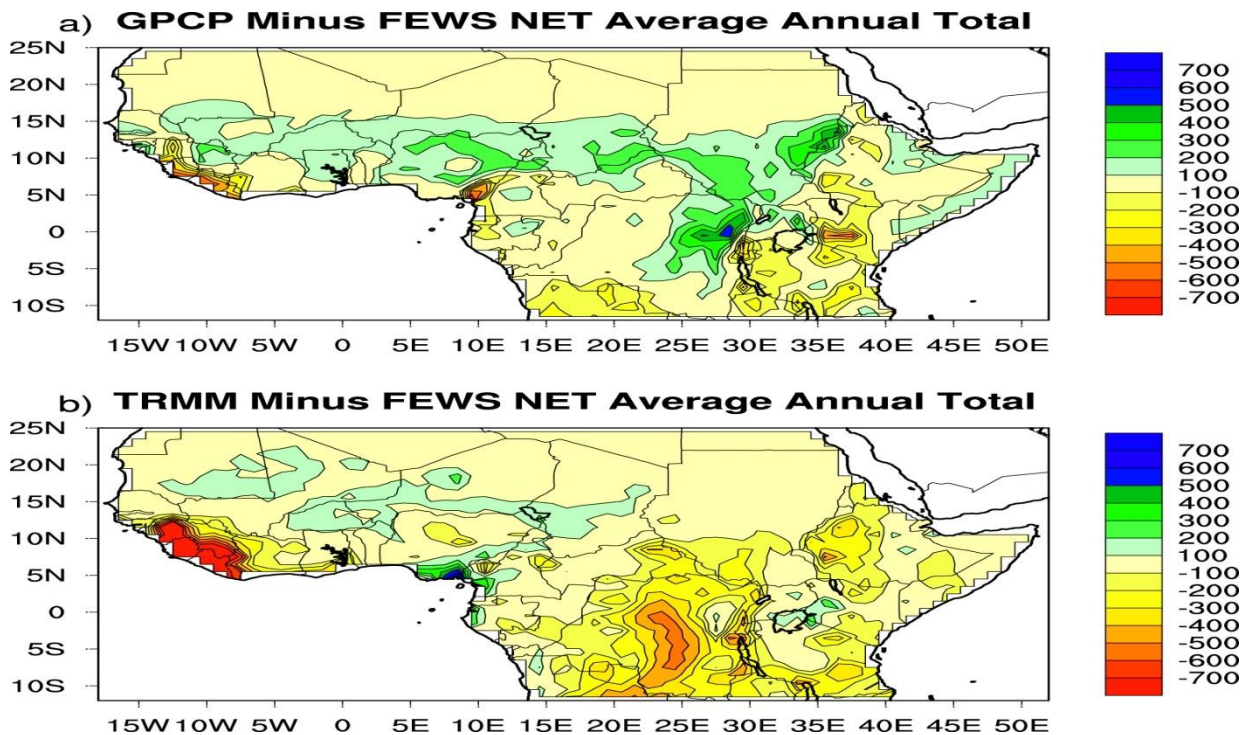 a) GPCP Minus FEWS NET Average Annual Total
25N
20N
15N
10N
5N
0
5S
10S
15W 10W 5W 0 5E 10E 15E 20E 25E 30E 35E 40E 45E 50E
700
600
500
400
300
200
100
-100
-200
-300
-400
-500
-600
-700
b) TRMM Minus FEWS NET Average Annual Total
25N
20N
15N
10N
5N
0
5S
10S
15W 10W 5W 0 5E 10E 15E 20E 25E 30E 35E 40E 45E 50E
700
600
500
400
300
200
100
-100
-200
-300
-400
-500
-600
-700